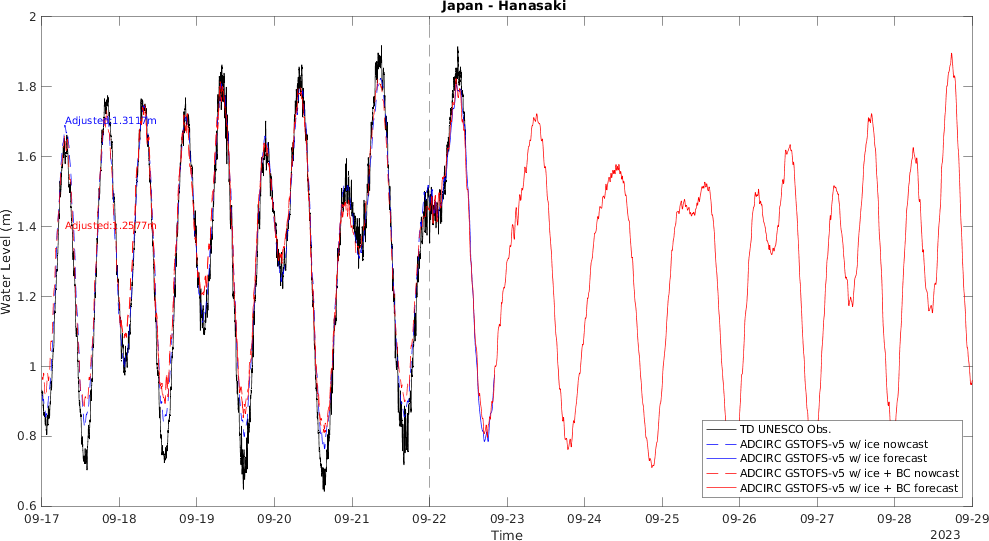 Japan - Hanasaki
Water Level (m)
2
1.8
1.6
1.4
1.2
1
0.8
0.6
Adjusted:1.3117m
Adjusted:1.2577m
TD UNESCO Obs.
ADCIRC GSTOFS-v5 w/ ice nowcast
ADCIRC GSTOFS-v5 w/ ice forecast
ADCIRC GSTOFS-v5 w/ ice + BC nowcast
ADCIRC GSTOFS-v5 w/ ice + BC forecast
09-17 09-18 09-19 09-20 09-21 09-22 09-23 09-24 09-25 09-26 09-27 09-28 09-29
Time
2023